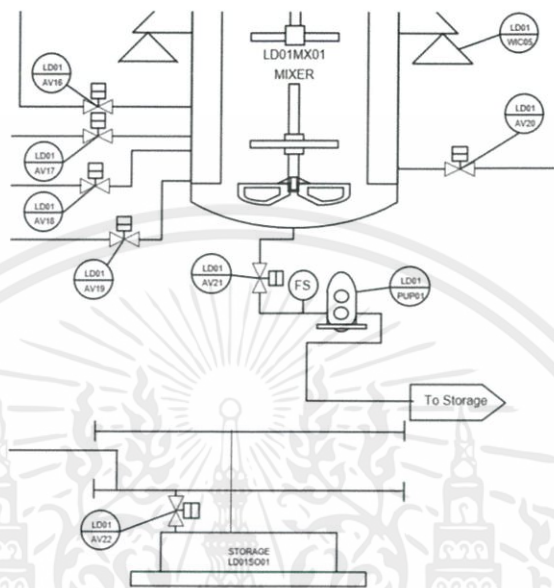 LD01MX01
MIXER
LD01
WIC05
LD01
AV16
LD01
AV20
LD01
AV17
LD01
AV18
LD01
AV19
LD01
AV21
FS
LD01
PUP01
To Storage
LD01
AV22
STORAGE
LD01SO01